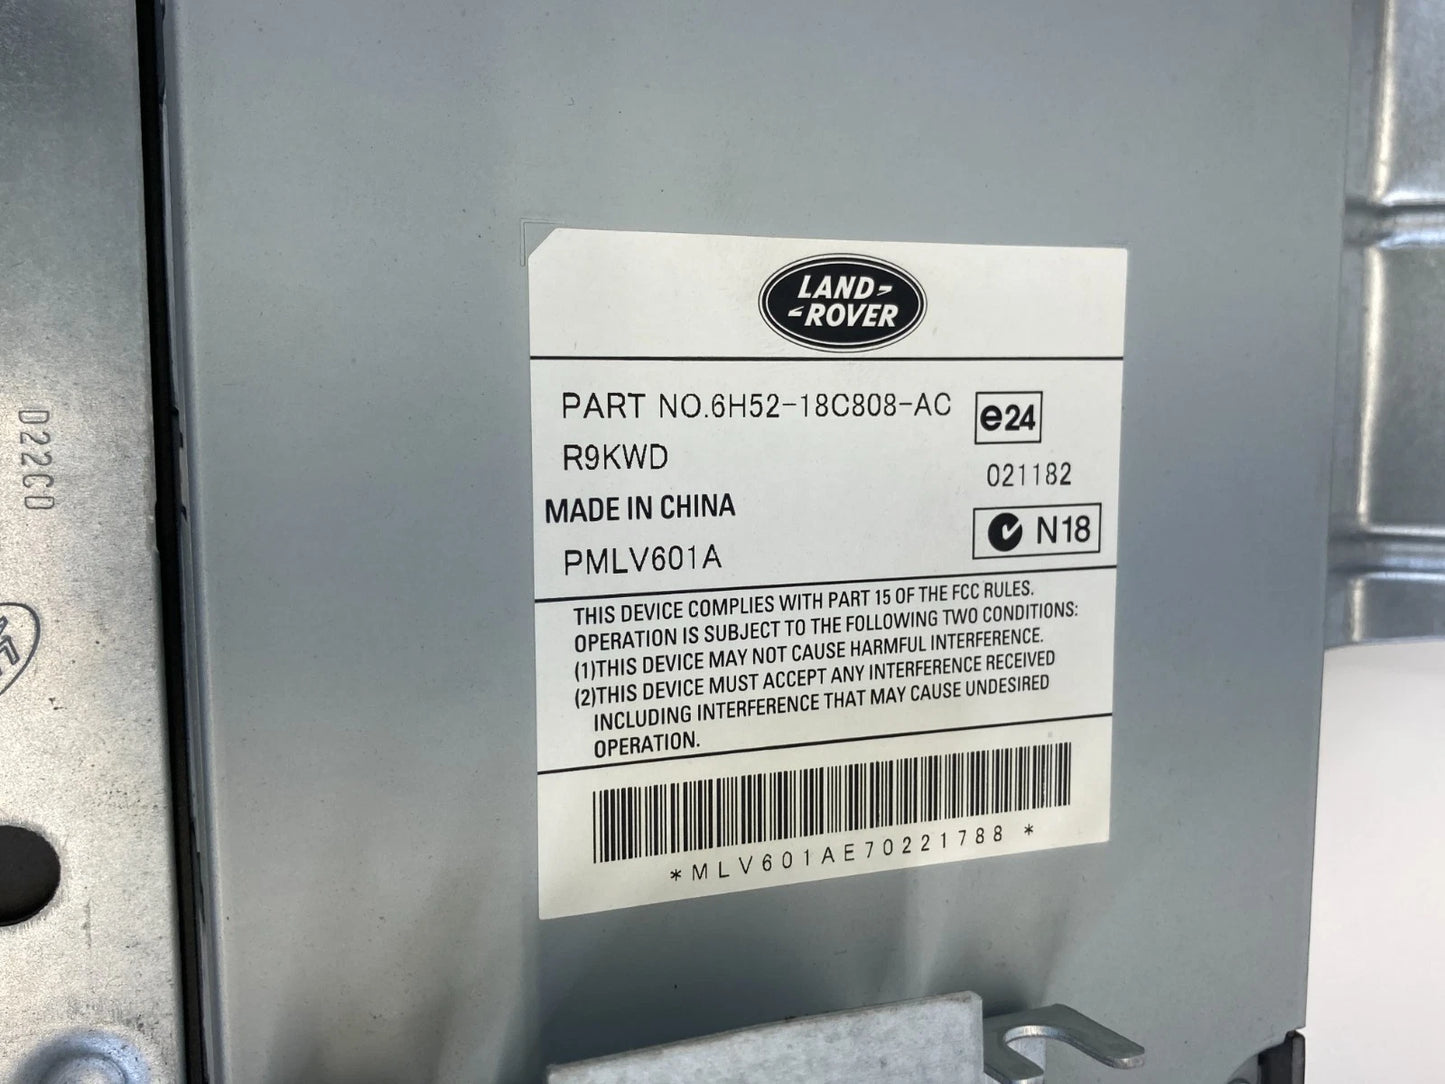 LAND-
-ROVER
PART NO.6H52-18C808-AC
e24
R9KWD
021182
MADE IN CHINA
N18
PMLV601A
THIS DEVICE COMPLIES WITH PART 15 OF THE FCC RULES.
OPERATION IS SUBJECT TO THE FOLLOWING TWO CONDITIONS:
(1)THIS DEVICE MAY NOT CAUSE HARMFUL INTERFERENCE.
(2)THIS DEVICE MUST ACCEPT ANY INTERFERENCE RECEIVED
INCLUDING INTERFERENCE THAT MAY CAUSE UNDESIRED
OPERATION.
*MLV601AE70221788*
D22CD